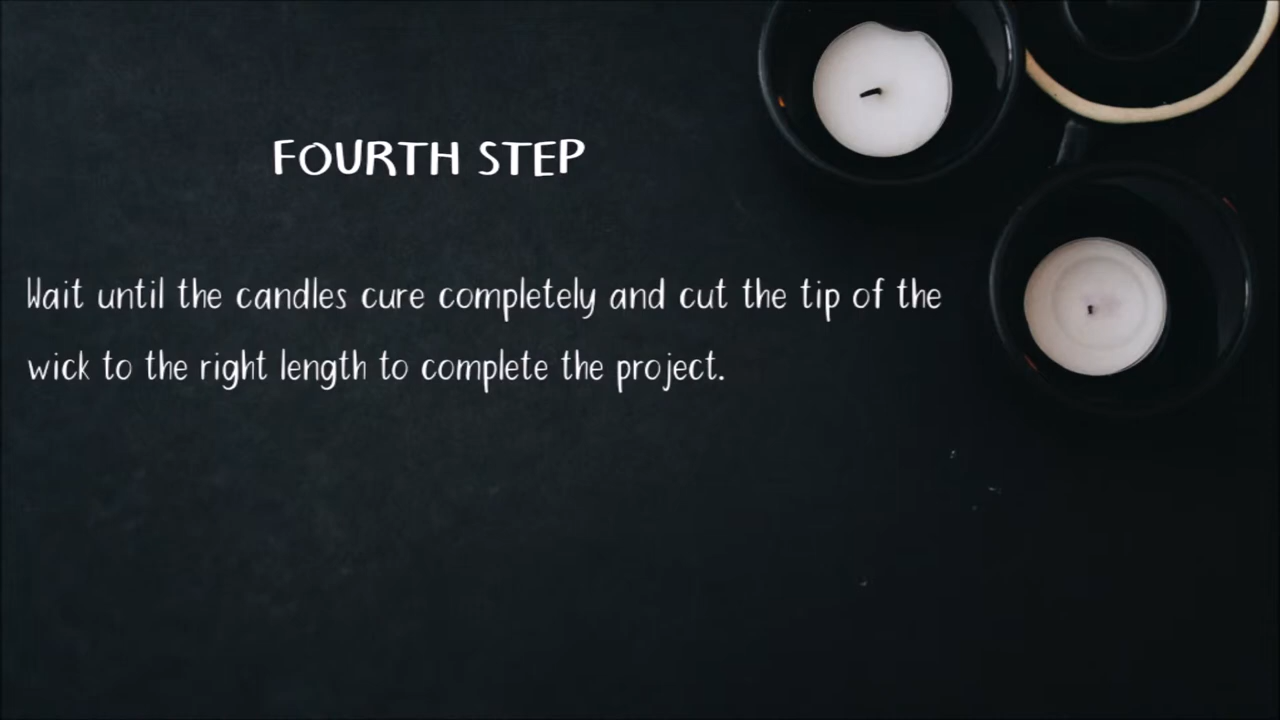 FOURTH STEP
Wait until the candles cure completely and cut the tip of the
wick to the right length to complete the project.